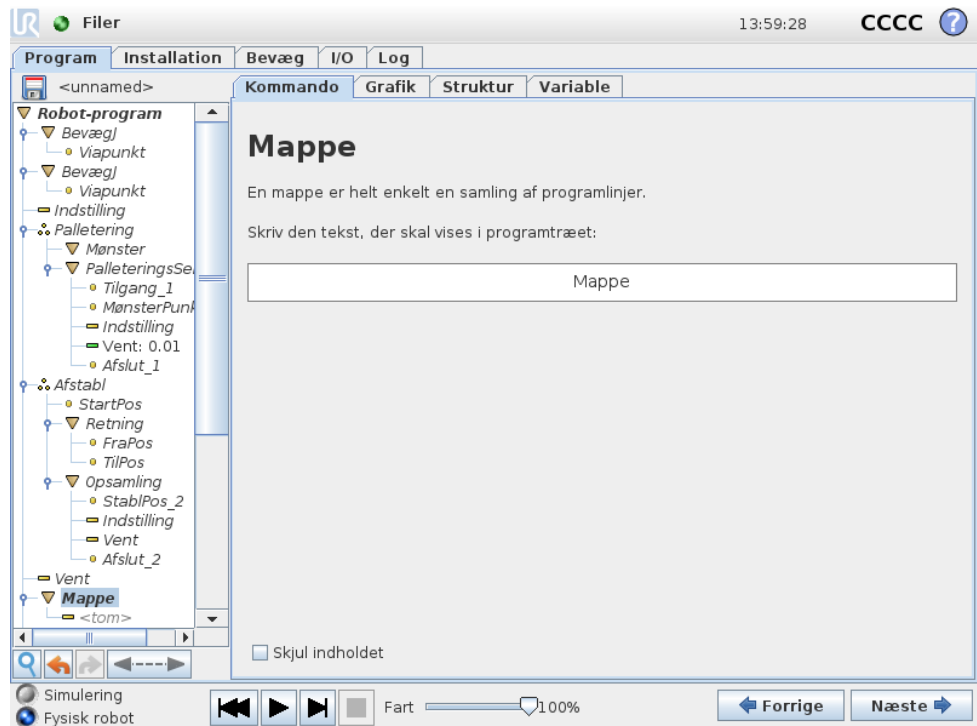 UR Filer 13:59:28 CCCC ?
Program Installation Bevæg I/O Log
<unnamed>
Kommando Grafik Struktur Variable
Robot-program
BevægJ
Viapunkt
BevægJ
Viapunkt
Indstilling
Palletering
Mønster
PalleteringsSe
Tilgang_1
MønsterPunk
Indstilling
Vent: 0.01
Afslut_1
Afstabl
StartPos
Retning
FraPos
TilPos
Opsamling
StablPos_2
Indstilling
Vent
Afslut_2
Vent
Mappe
<tom>
Mappe
En mappe er helt enkelt en samling af programlinjer.
Skriv den tekst, der skal vises i programtræet:
Mappe
Skjul indholdet
Simulering
Fysisk robot
Fart 100%
Forrige Næste